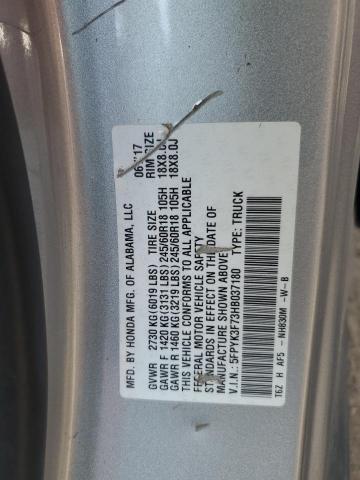 MFD. BY HONDA MFG. OF ALABAMA, LLC
GVWR 2730 KG(6019 LBS) TIRE SIZE RIM SIZE
GAWR F 1420 KG(3131 LBS) 245/60R18 105H 18X8.0J
GAWR R 1460 KG(3219 LBS) 245/60R18 105H 18X8.0J
THIS VEHICLE CONFORMS TO ALL APPLICABLE
FEDERAL MOTOR VEHICLE SAFETY
STANDARDS IN EFFECT ON THE DATE OF
MANUFACTURE SHOWN ABOVE.
V.I.N.: 5FPYK3F73HB037180 TYPE: TRUCK
T6Z H AF5 - NH830M -W-B